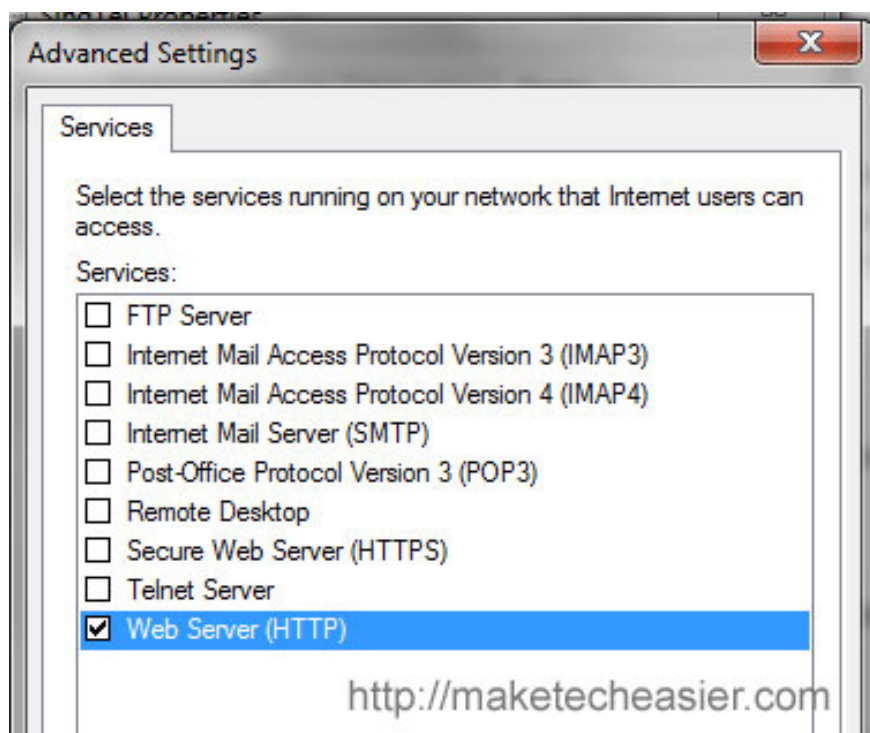 SingTel Properties
Advanced Settings
Services
Select the services running on your network that Internet users can
access.
Services:
FTP Server
Internet Mail Access Protocol Version 3 (IMAP3)
Internet Mail Access Protocol Version 4 (IMAP4)
Internet Mail Server (SMTP)
Post-Office Protocol Version 3 (POP3)
Remote Desktop
Secure Web Server (HTTPS)
Telnet Server
Web Server (HTTP)
http://maketecheasier.com